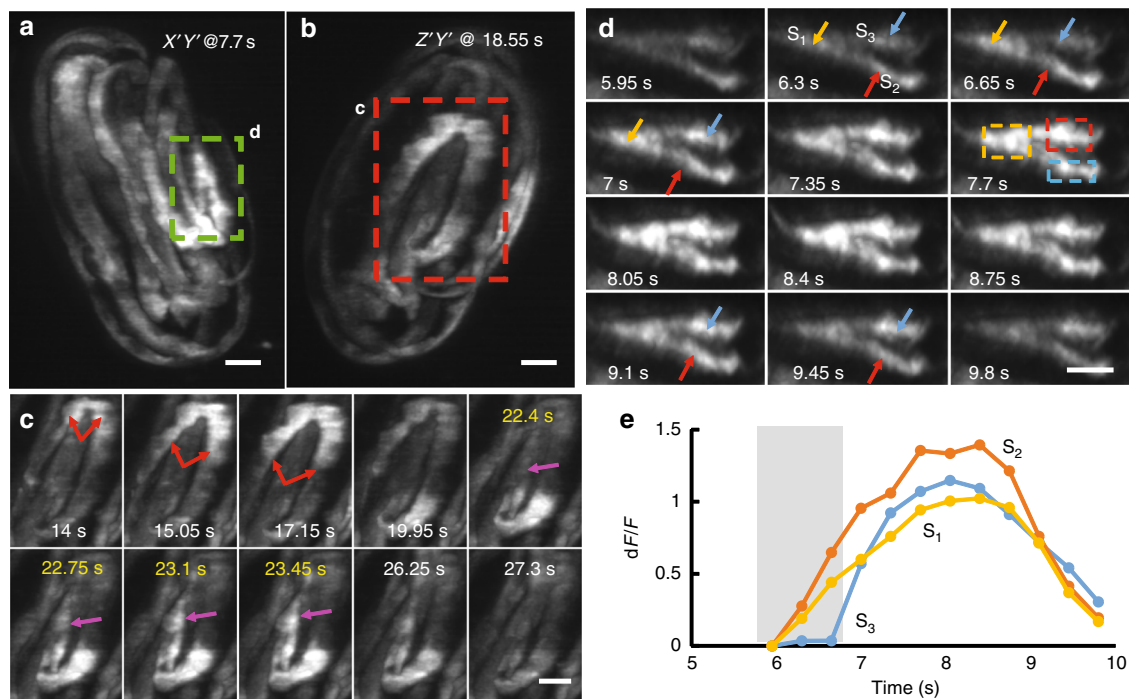 a
X'Y' @7.7 s
d
b
Z'Y' @ 18.55 s
c
c
14 s
15.05 s
17.15 s
19.95 s
22.4 s
22.75 s
23.1 s
23.45 s
26.25 s
27.3 s
d
5.95 s
S1
S3
S2
6.3 s
6.65 s
7 s
7.35 s
7.7 s
8.05 s
8.4 s
8.75 s
9.1 s
9.45 s
9.8 s
e
1.5
1
0.5
0
dF/F
S2
S1
S3
5
6
7
8
9
10
Time (s)